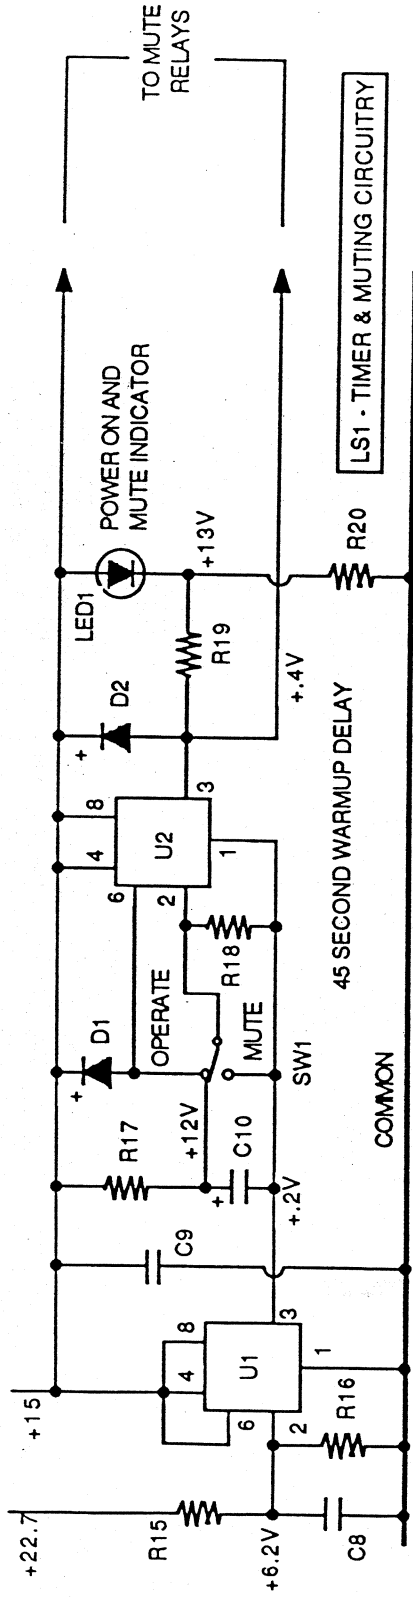 +22.7
+15
R15
+6.2V
C8
6
4
8
U1
2
3
1
R16
C9
R17
+12V
+
C10
+.2V
+
D1
OPERATE
MUTE
SW1
R18
6
4
8
U2
2
3
1
+
D2
LED1
POWER ON AND
MUTE INDICATOR
R19
+13V
+.4V
R20
TO MUTE
RELAYS
COMMON
45 SECOND WARMUP DELAY
LS1 - TIMER & MUTING CIRCUITRY